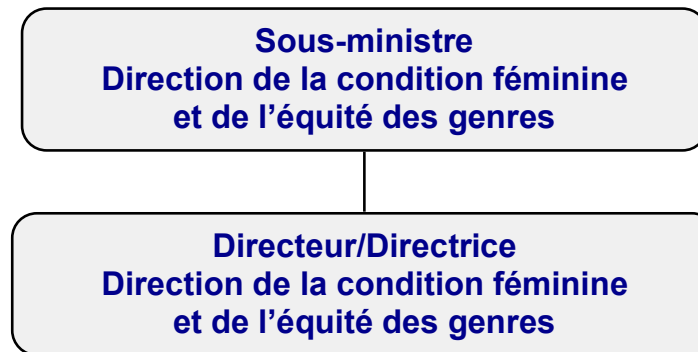 Sous-ministre
Direction de la condition féminine
et de l’équité des genres
Directeur/Directrice
Direction de la condition féminine
et de l’équité des genres